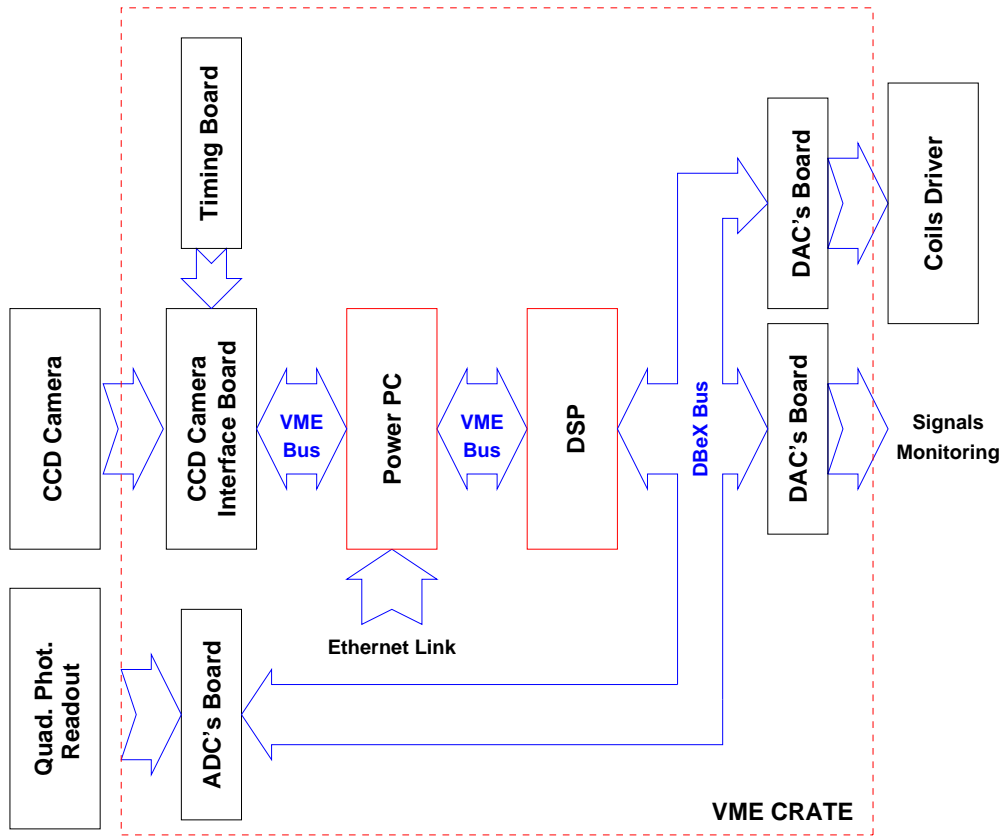 Timing Board
DAC's Board
Coils Driver
CCD Camera
CCD Camera
Interface Board
VME
Bus
Power PC
VME
Bus
DSP
DBeX Bus
DAC's Board
Signals
Monitoring
Ethernet Link
Quad. Phot.
Readout
ADC's Board
VME CRATE